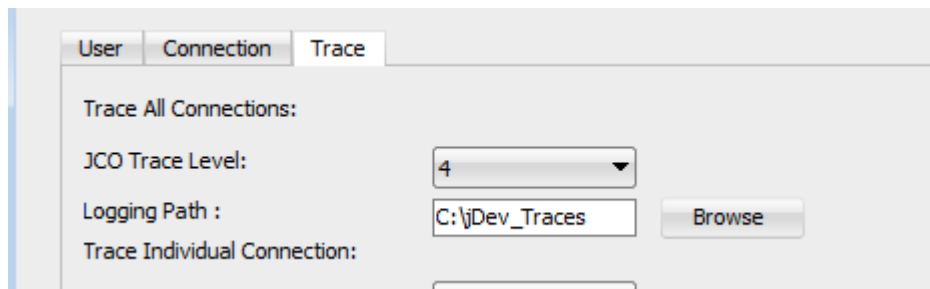 User Connection Trace
Trace All Connections:
JCO Trace Level: 4
Logging Path : C:\jDev_Traces Browse
Trace Individual Connection: